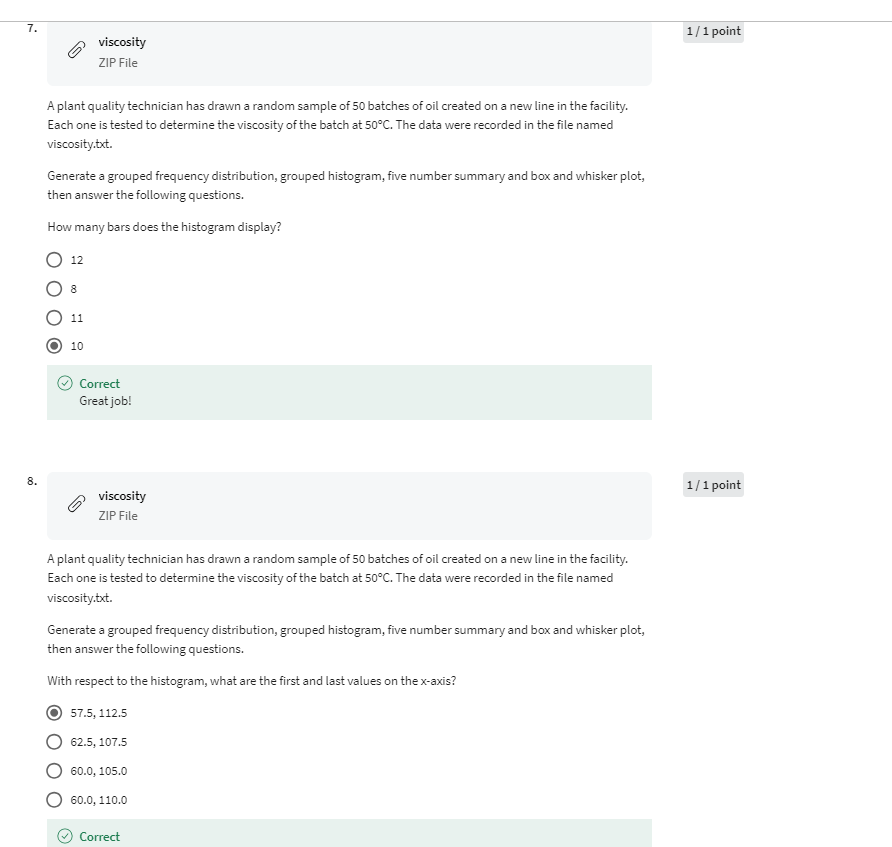 7.
1 / 1 point
viscosity
ZIP File
A plant quality technician has drawn a random sample of 50 batches of oil created on a new line in the facility.
Each one is tested to determine the viscosity of the batch at 50°C. The data were recorded in the file named
viscosity.txt.
Generate a grouped frequency distribution, grouped histogram, five number summary and box and whisker plot,
then answer the following questions.
How many bars does the histogram display?
12
8
11
10
Correct
Great job!
8.
1 / 1 point
viscosity
ZIP File
A plant quality technician has drawn a random sample of 50 batches of oil created on a new line in the facility.
Each one is tested to determine the viscosity of the batch at 50°C. The data were recorded in the file named
viscosity.txt.
Generate a grouped frequency distribution, grouped histogram, five number summary and box and whisker plot,
then answer the following questions.
With respect to the histogram, what are the first and last values on the x-axis?
57.5, 112.5
62.5, 107.5
60.0, 105.0
60.0, 110.0
Correct